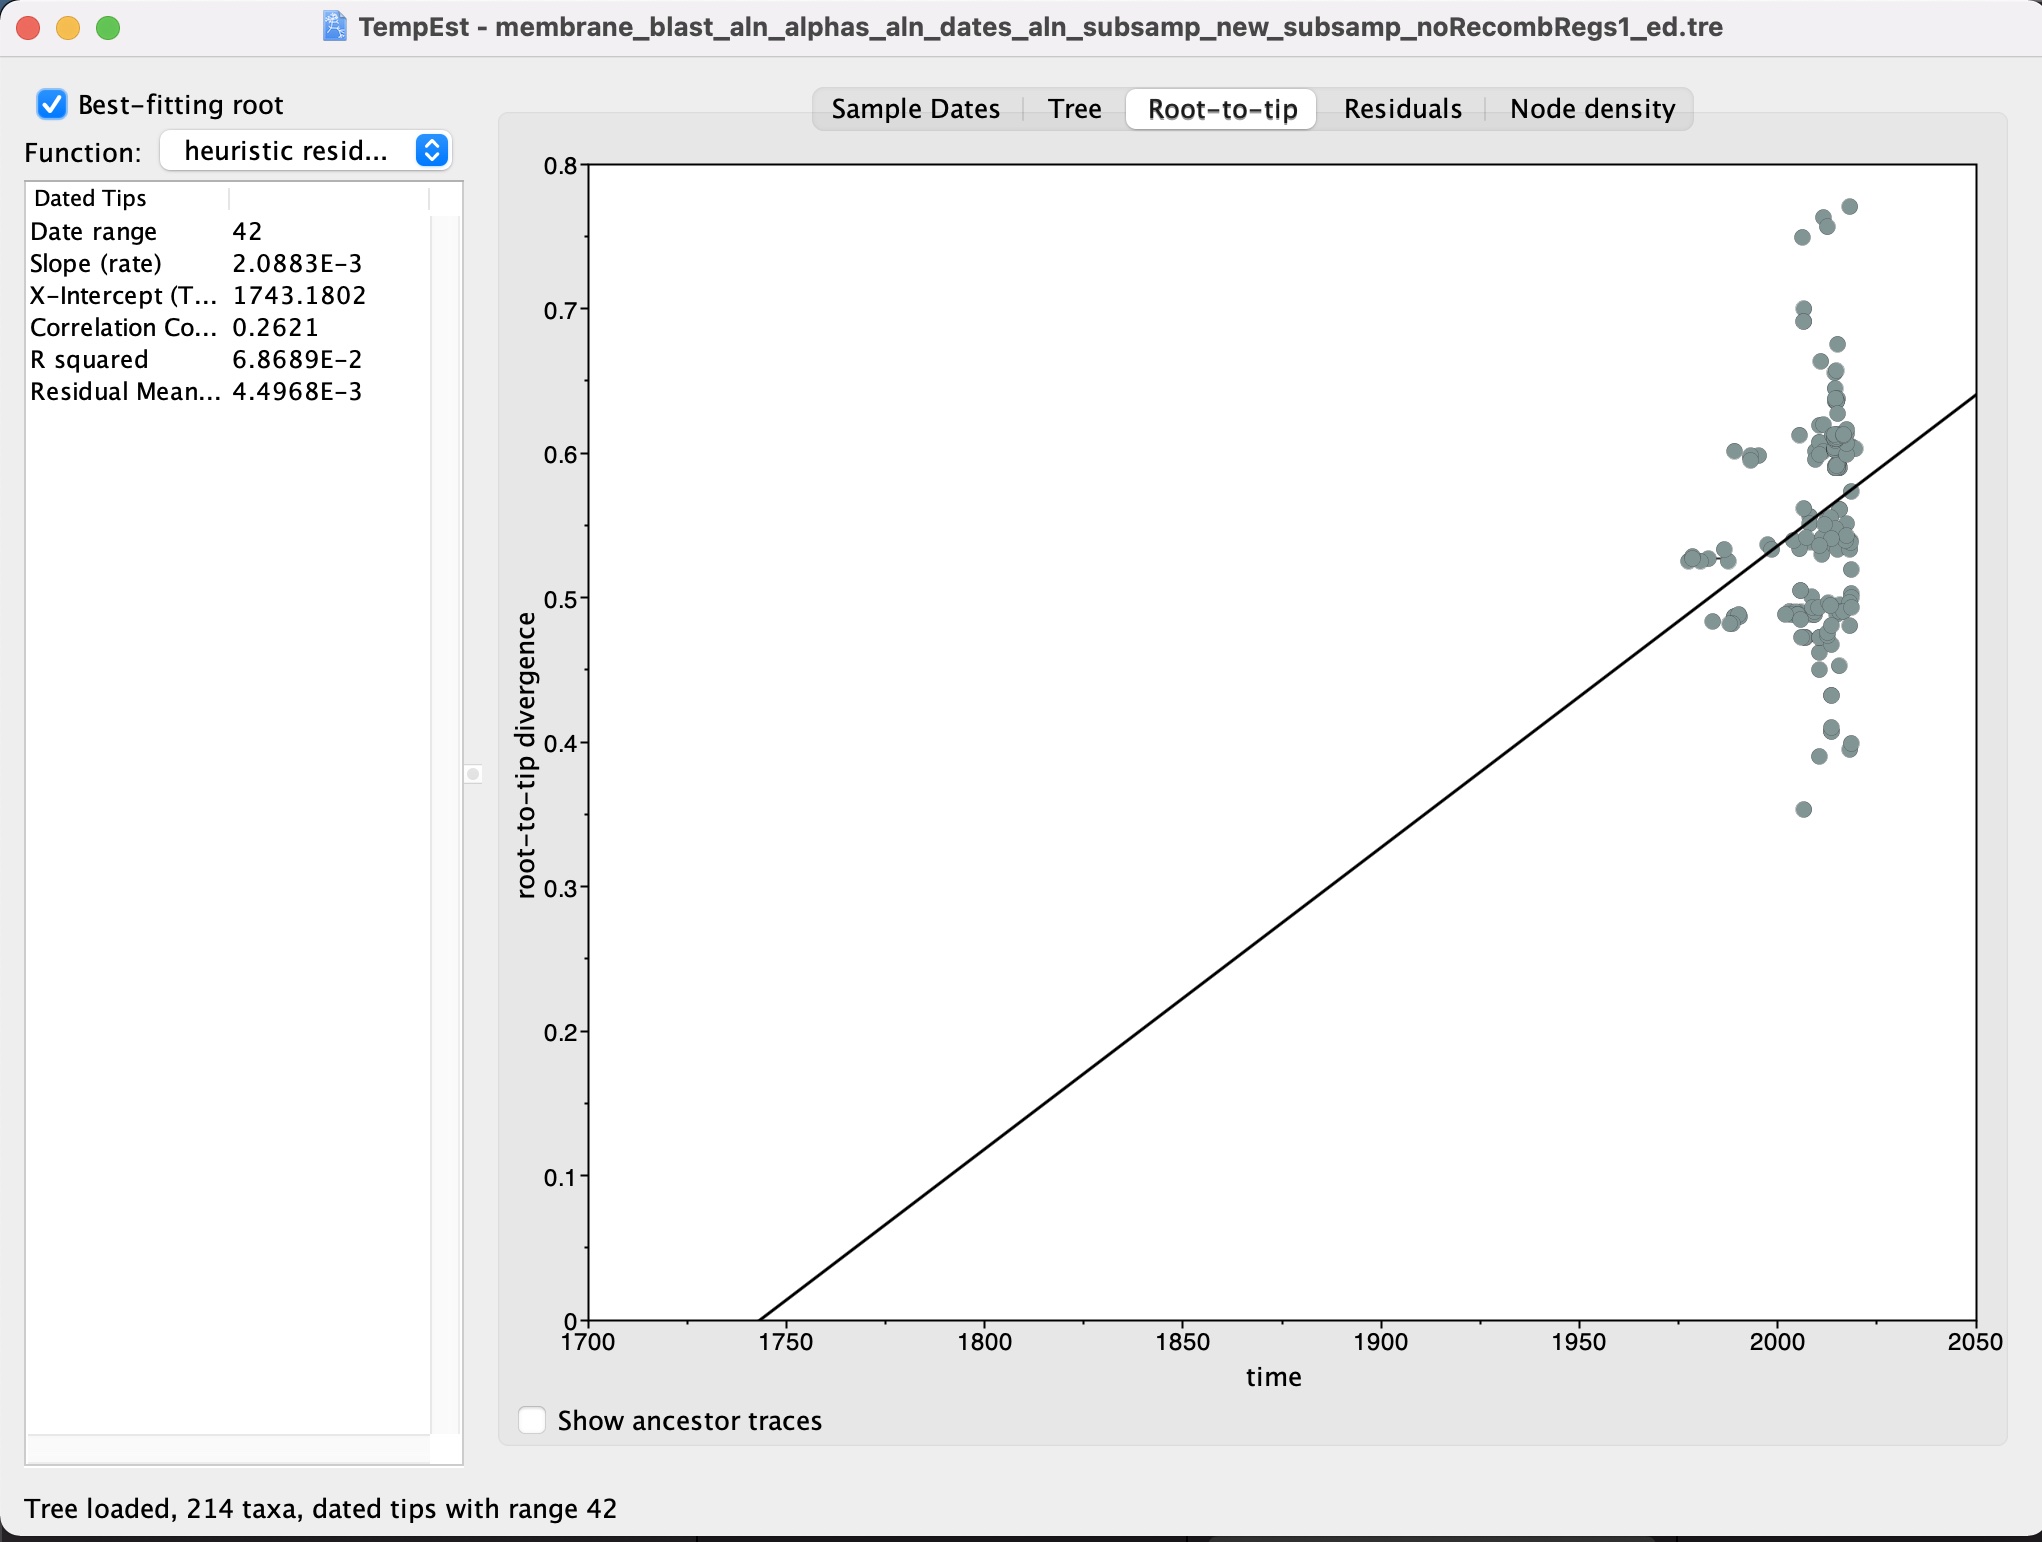 TempEst - membrane_blast_aln_alphas_aln_dates_aln_subsamp_new_subsamp_noRecombRegs1_ed.tre
Best-fitting root
Function: heuristic resid...
Dated Tips
Date range 42
Slope (rate) 2.0883E-3
X-Intercept (T... 1743.1802
Correlation Co... 0.2621
R squared 6.8689E-2
Residual Mean... 4.4968E-3
Sample Dates Tree Root-to-tip Residuals Node density
0.8
0.7
0.6
0.5
0.4
0.3
0.2
0.1
0
root-to-tip divergence
1700 1750 1800 1850 1900 1950 2000 2050
time
Show ancestor traces
Tree loaded, 214 taxa, dated tips with range 42